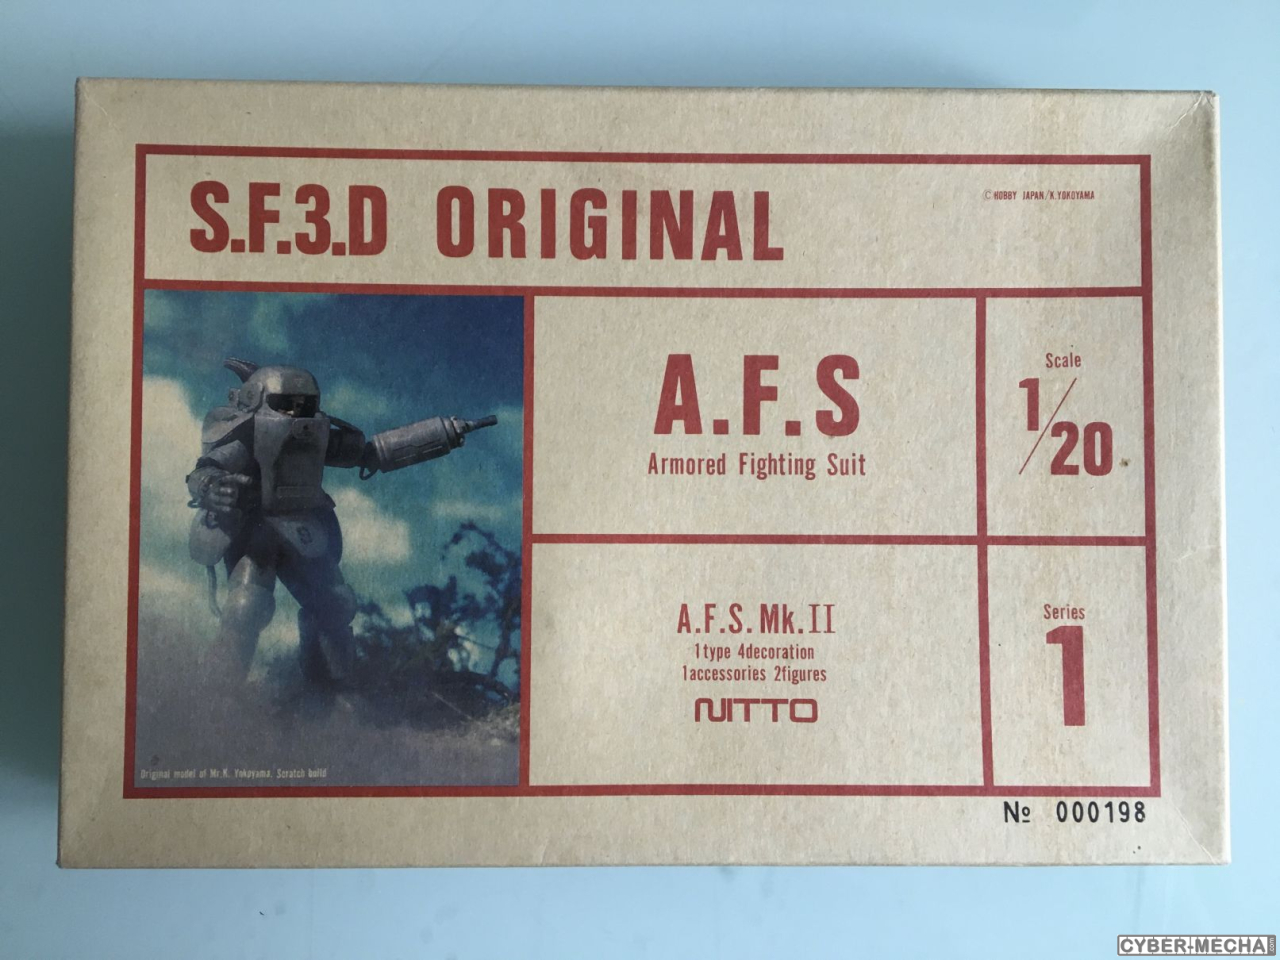 S.F.3.D ORIGINAL
© HOBBY JAPAN/K.YOKOYAMA
A.F.S
Armored Fighting Suit
Scale
1/20
A.F.S. Mk.II
1type 4decoration
1accessories 2figures
NITTO
Series
1
Original model of Mr.K. Yokoyama. Scratch build
№ 000198
CYBER-MECHA.com